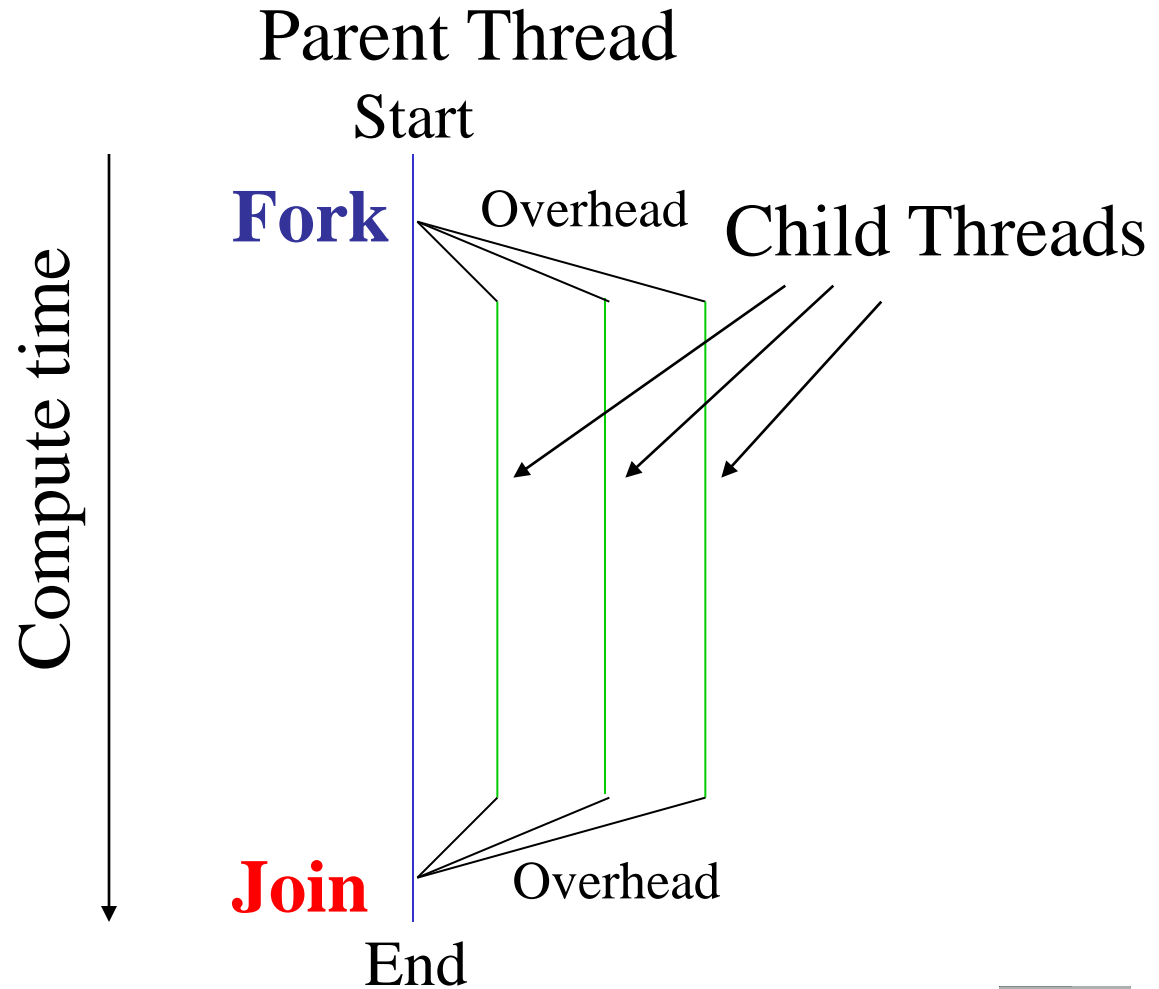 Parent Thread
Start
Fork
Overhead
Child Threads
Compute time
Join
Overhead
End